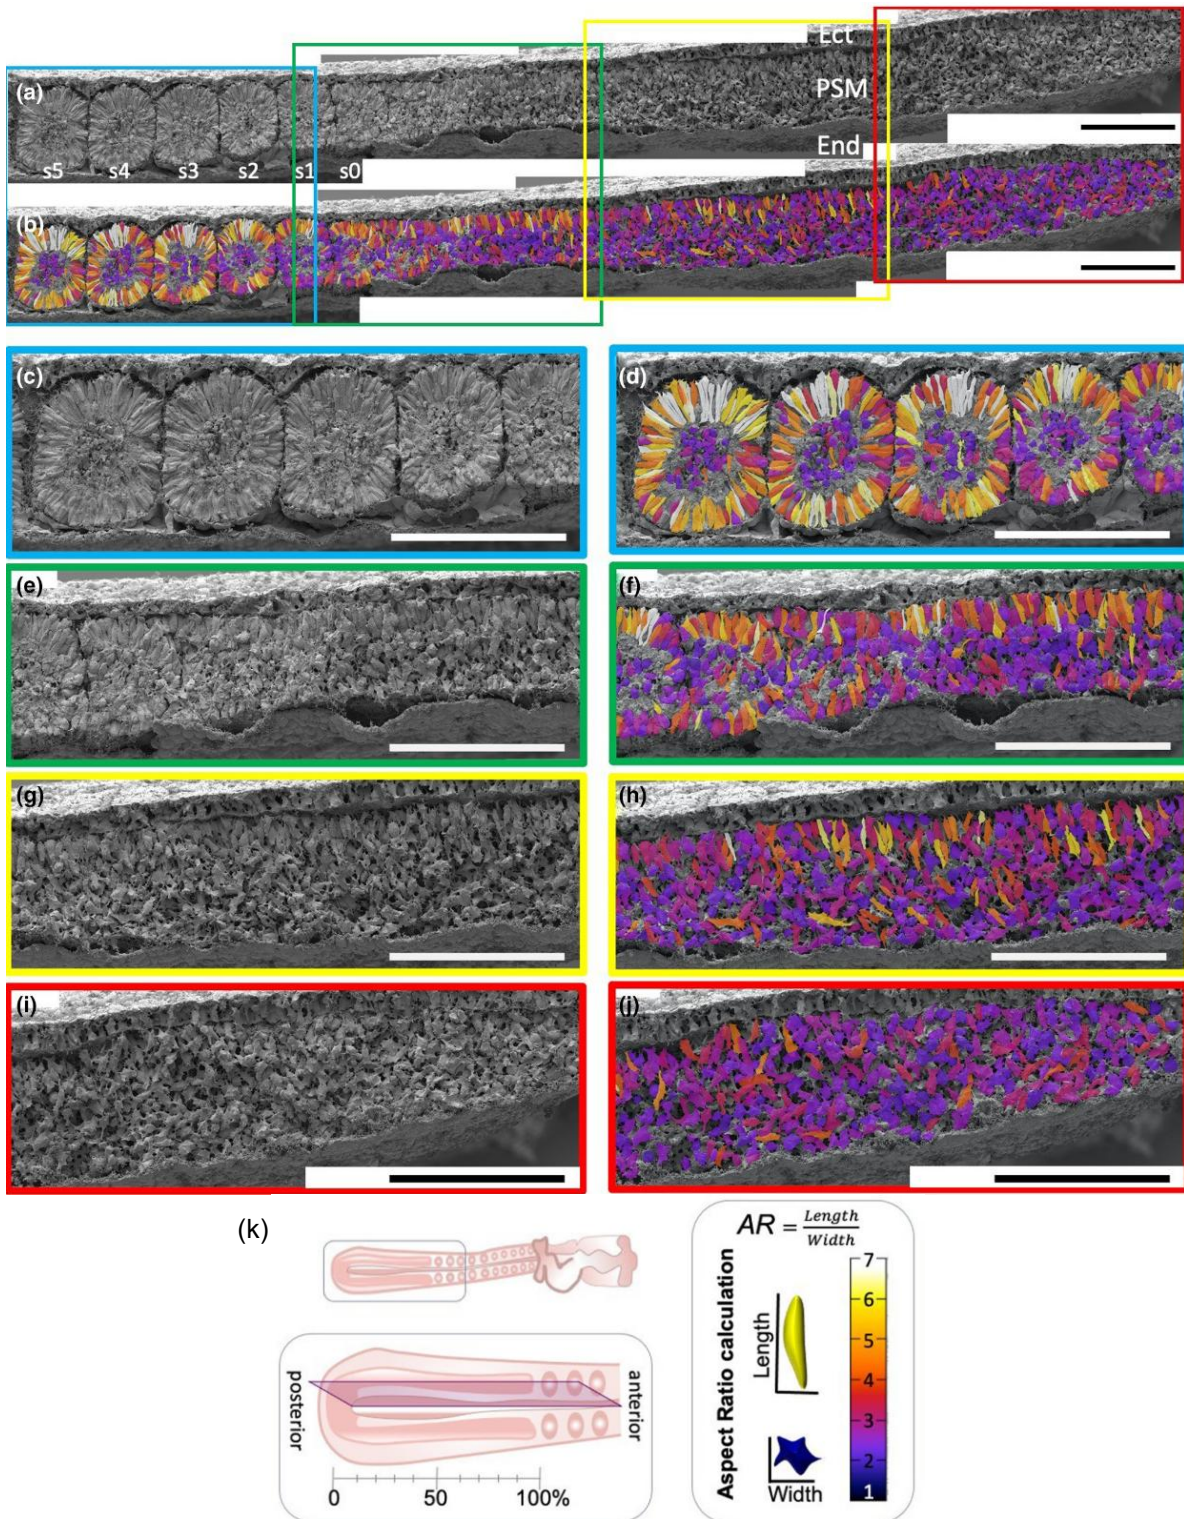 Ect
(a)
PSM
End
s5 s4 s3 s2 s1 s0
(b)
(c) (d)
(e) (f)
(g) (h)
(i) (j)
(k)
AR = Length / Width
Aspect Ratio calculation
Length
Width
7
6
5
4
3
2
1
posterior
anterior
0 50 100%